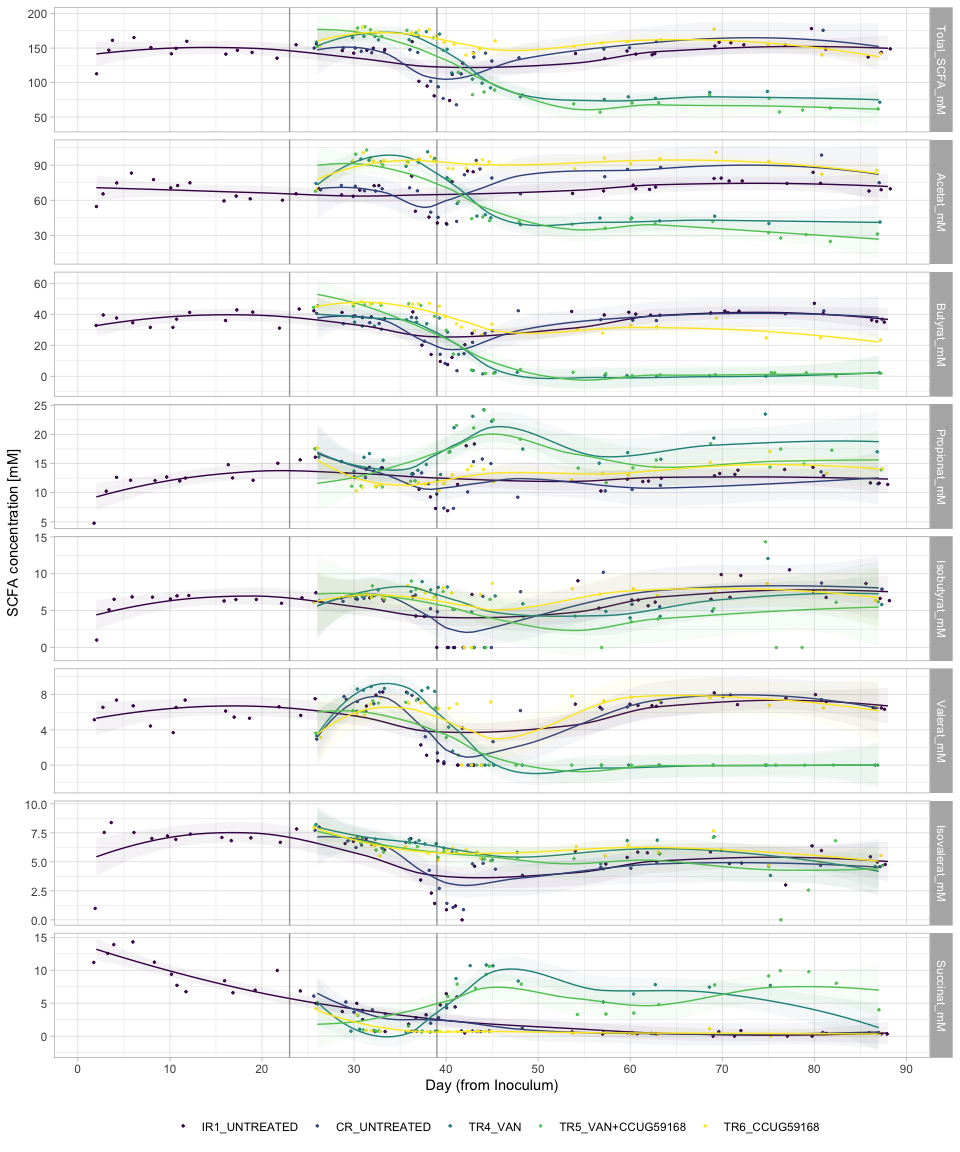 200
150
100
50
Total_SCFA_mM
90
60
30
Acetat_mM
60
40
20
0
Butyrat_mM
25
20
15
10
5
Propionat_mM
15
10
5
0
Isobutyrat_mM
8
4
0
Valerat_mM
10.0
7.5
5.0
2.5
0.0
Isovalerat_mM
15
10
5
0
Succinat_mM
SCFA concentration [mM]
0 10 20 30 40 50 60 70 80 90
Day (from Inoculum)
IR1_UNTREATED CR_UNTREATED TR4_VAN TR5_VAN+CCUG59168 TR6_CCUG59168